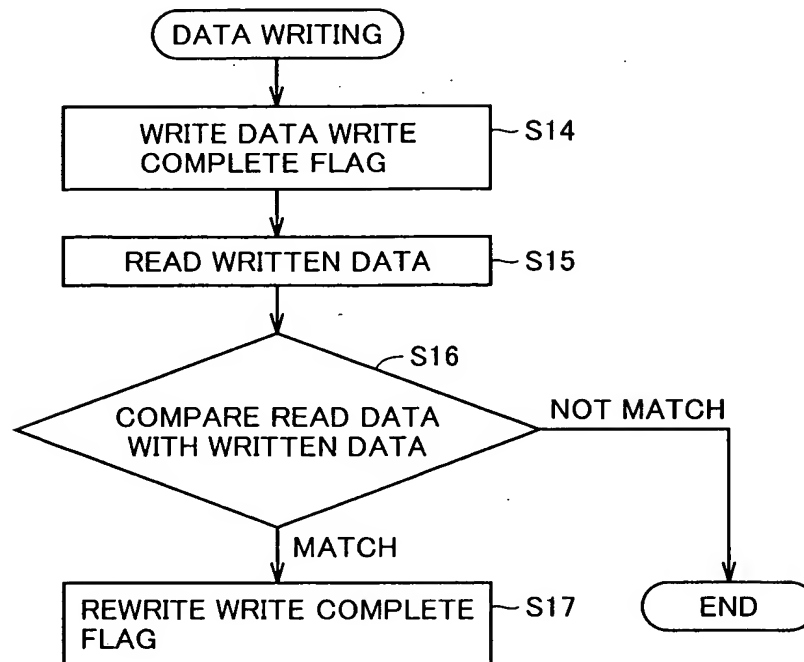 DATA WRITING
WRITE DATA WRITE
COMPLETE FLAG
S14
READ WRITTEN DATA
S15
S16
COMPARE READ DATA
WITH WRITTEN DATA
NOT MATCH
MATCH
REWRITE WRITE COMPLETE
FLAG
S17
END